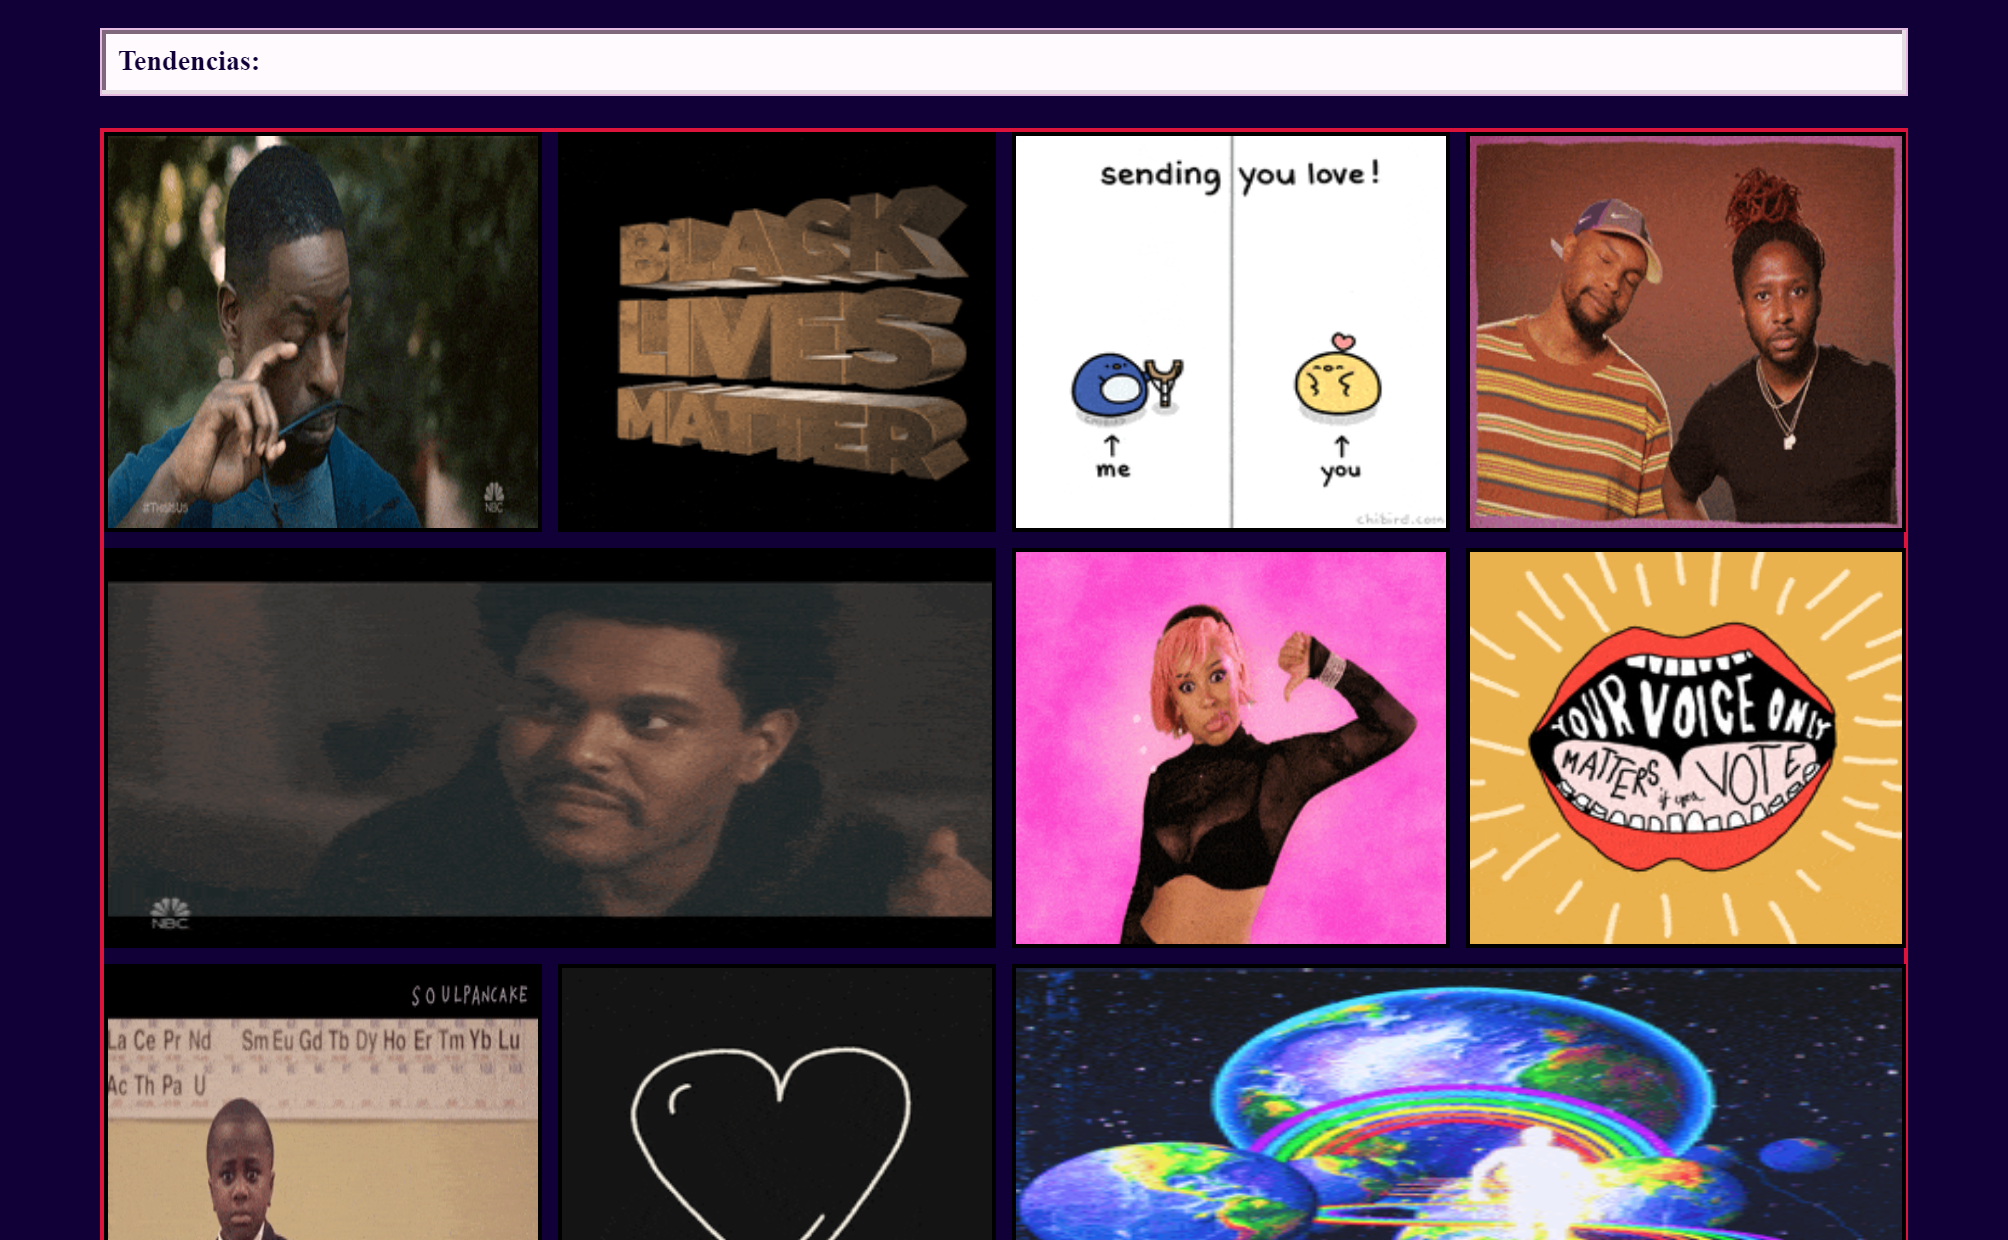 Tendencias:
#ThisIsUs
NBC
BLACK
LIVES
MATTER
sending you love!
me
you
chibird.com
NBC
YOUR VOICE ONLY
MATTERS if you VOTE
SOULPANCAKE
La Ce Pr Nd Sm Eu Gd Tb Dy Ho Er Tm Yb Lu
Ac Th Pa U